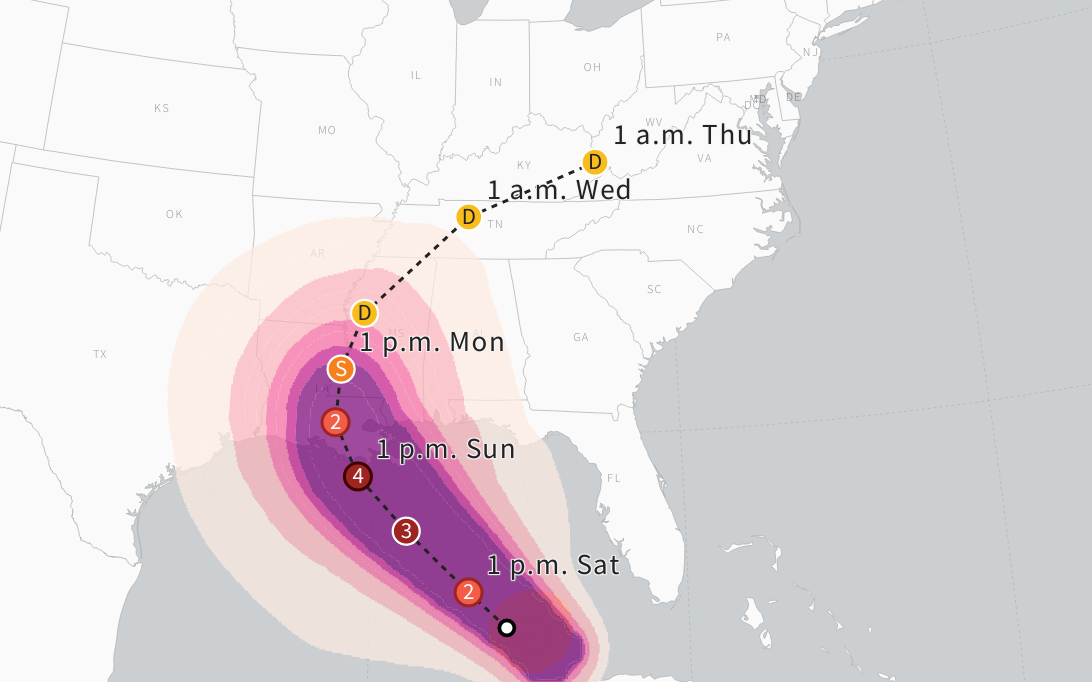 PA
NJ
OH
IL
IN
MD
DE
DC
KS
WV
MO
1 a.m. Thu
VA
KY
D
1 a.m. Wed
OK
D
TN
NC
AR
SC
D
MS
AL
GA
1 p.m. Mon
TX
S
LA
2
1 p.m. Sun
4
FL
3
1 p.m. Sat
2